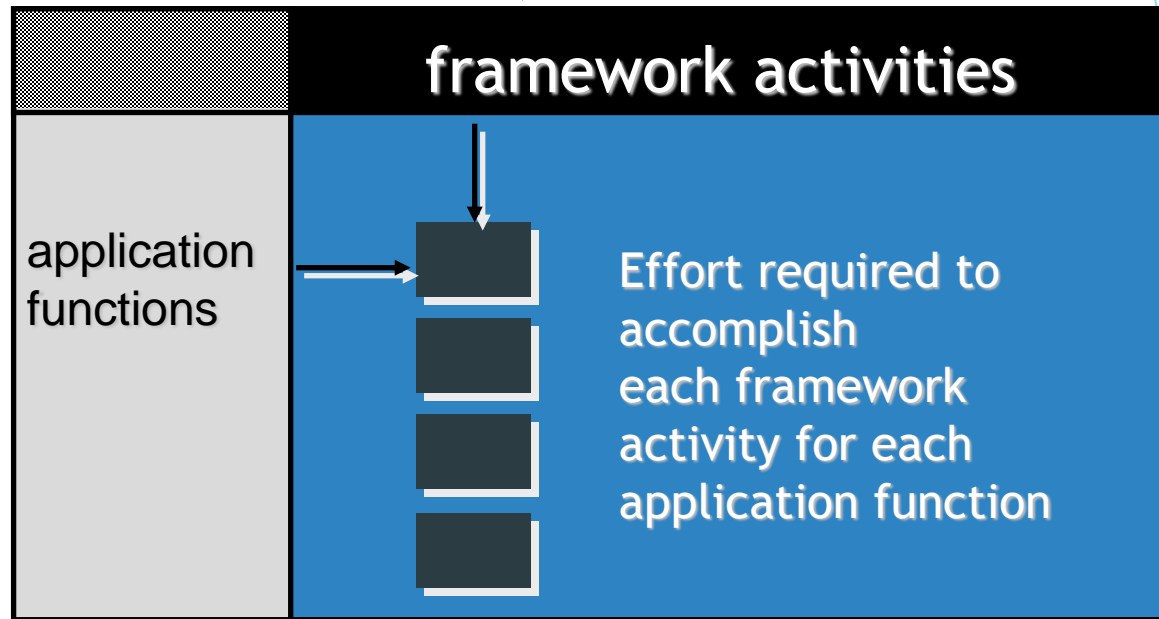 framework activities
application
functions
Effort required to
accomplish
each framework
activity for each
application function